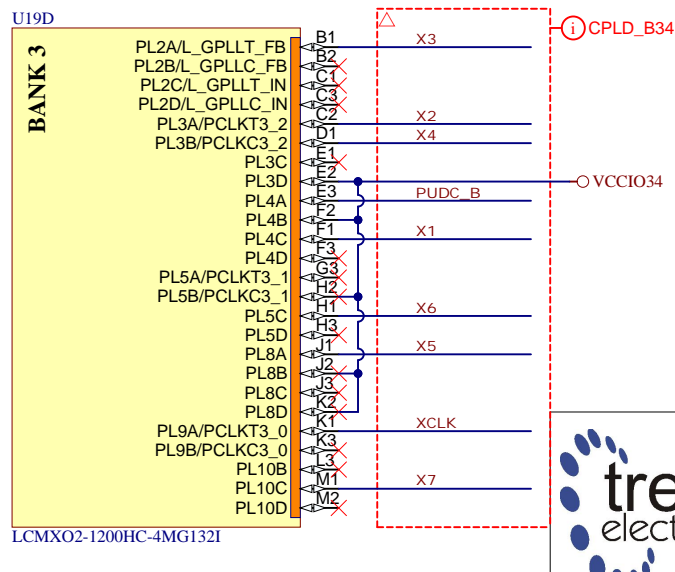 U19D
BANK 3
CPLD_B34
PL2A/L_GPLLT_FB B1 X3
PL2B/L_GPLLC_FB B2
PL2C/L_GPLLT_IN C1
PL2D/L_GPLLC_IN C3
PL3A/PCLKT3_2 C2 X2
PL3B/PCLKC3_2 D1 X4
PL3C E1
PL3D E2 VCCIO34
PL4A E3 PUDC_B
PL4B F2
PL4C F1 X1
PL4D F3
PL5A/PCLKT3_1 G3
PL5B/PCLKC3_1 H2
PL5C H1 X6
PL5D H3
PL8A J1 X5
PL8B J2
PL8C J3
PL8D K2
PL9A/PCLKT3_0 K1 XCLK
PL9B/PCLKC3_0 K3
PL10B L3
PL10C M1 X7
PL10D M2
LCMXO2-1200HC-4MG132I
tre
elect